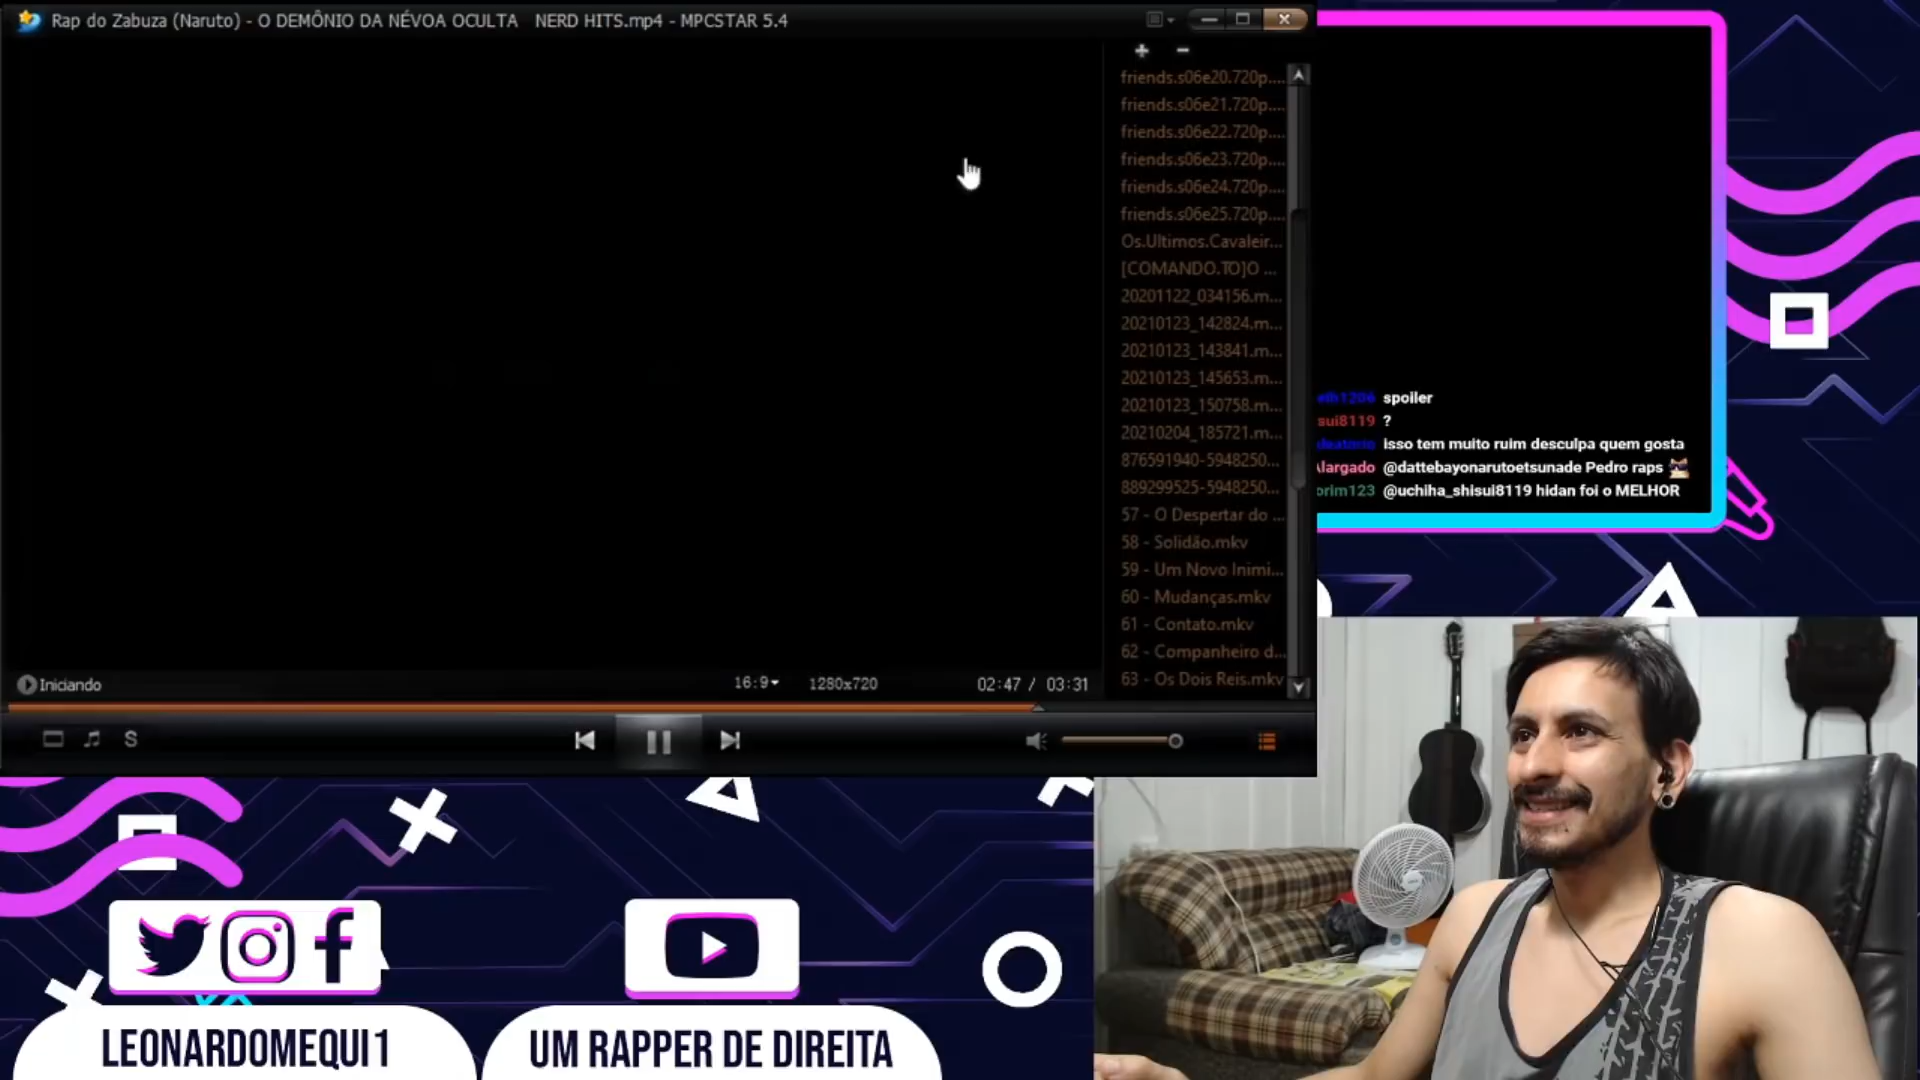 Rap do Zabuza (Naruto) - O DEMÔNIO DA NÉVOA OCULTA NERD HITS.mp4 - MPCSTAR 5.4
friends.s06e20.720p....
friends.s06e21.720p....
friends.s06e22.720p....
friends.s06e23.720p....
friends.s06e24.720p....
friends.s06e25.720p....
Os.Ultimos.Cavaleir...
[COMANDO.TO]O ...
20201122_034156.m...
20210123_142824.m...
20210123_143841.m...
20210123_145653.m...
20210123_150758.m...
20210204_185721.m...
876591940-5948250...
889299525-5948250...
57 - O Despertar do ...
58 - Solidão.mkv
59 - Um Novo Inimi...
60 - Mudanças.mkv
61 - Contato.mkv
62 - Companheiro d...
63 - Os Dois Reis.mkv
spoiler
sui8119 ?
isso tem muito ruim desculpa quem gosta
Alargado @dattebayonarutoetsunade Pedro raps
orim123 @uchiha_shisui8119 hidan foi o MELHOR
Iniciando
16:9
1280x720
02:47 / 03:31
S
LEONARDOMEQUI1
UM RAPPER DE DIREITA